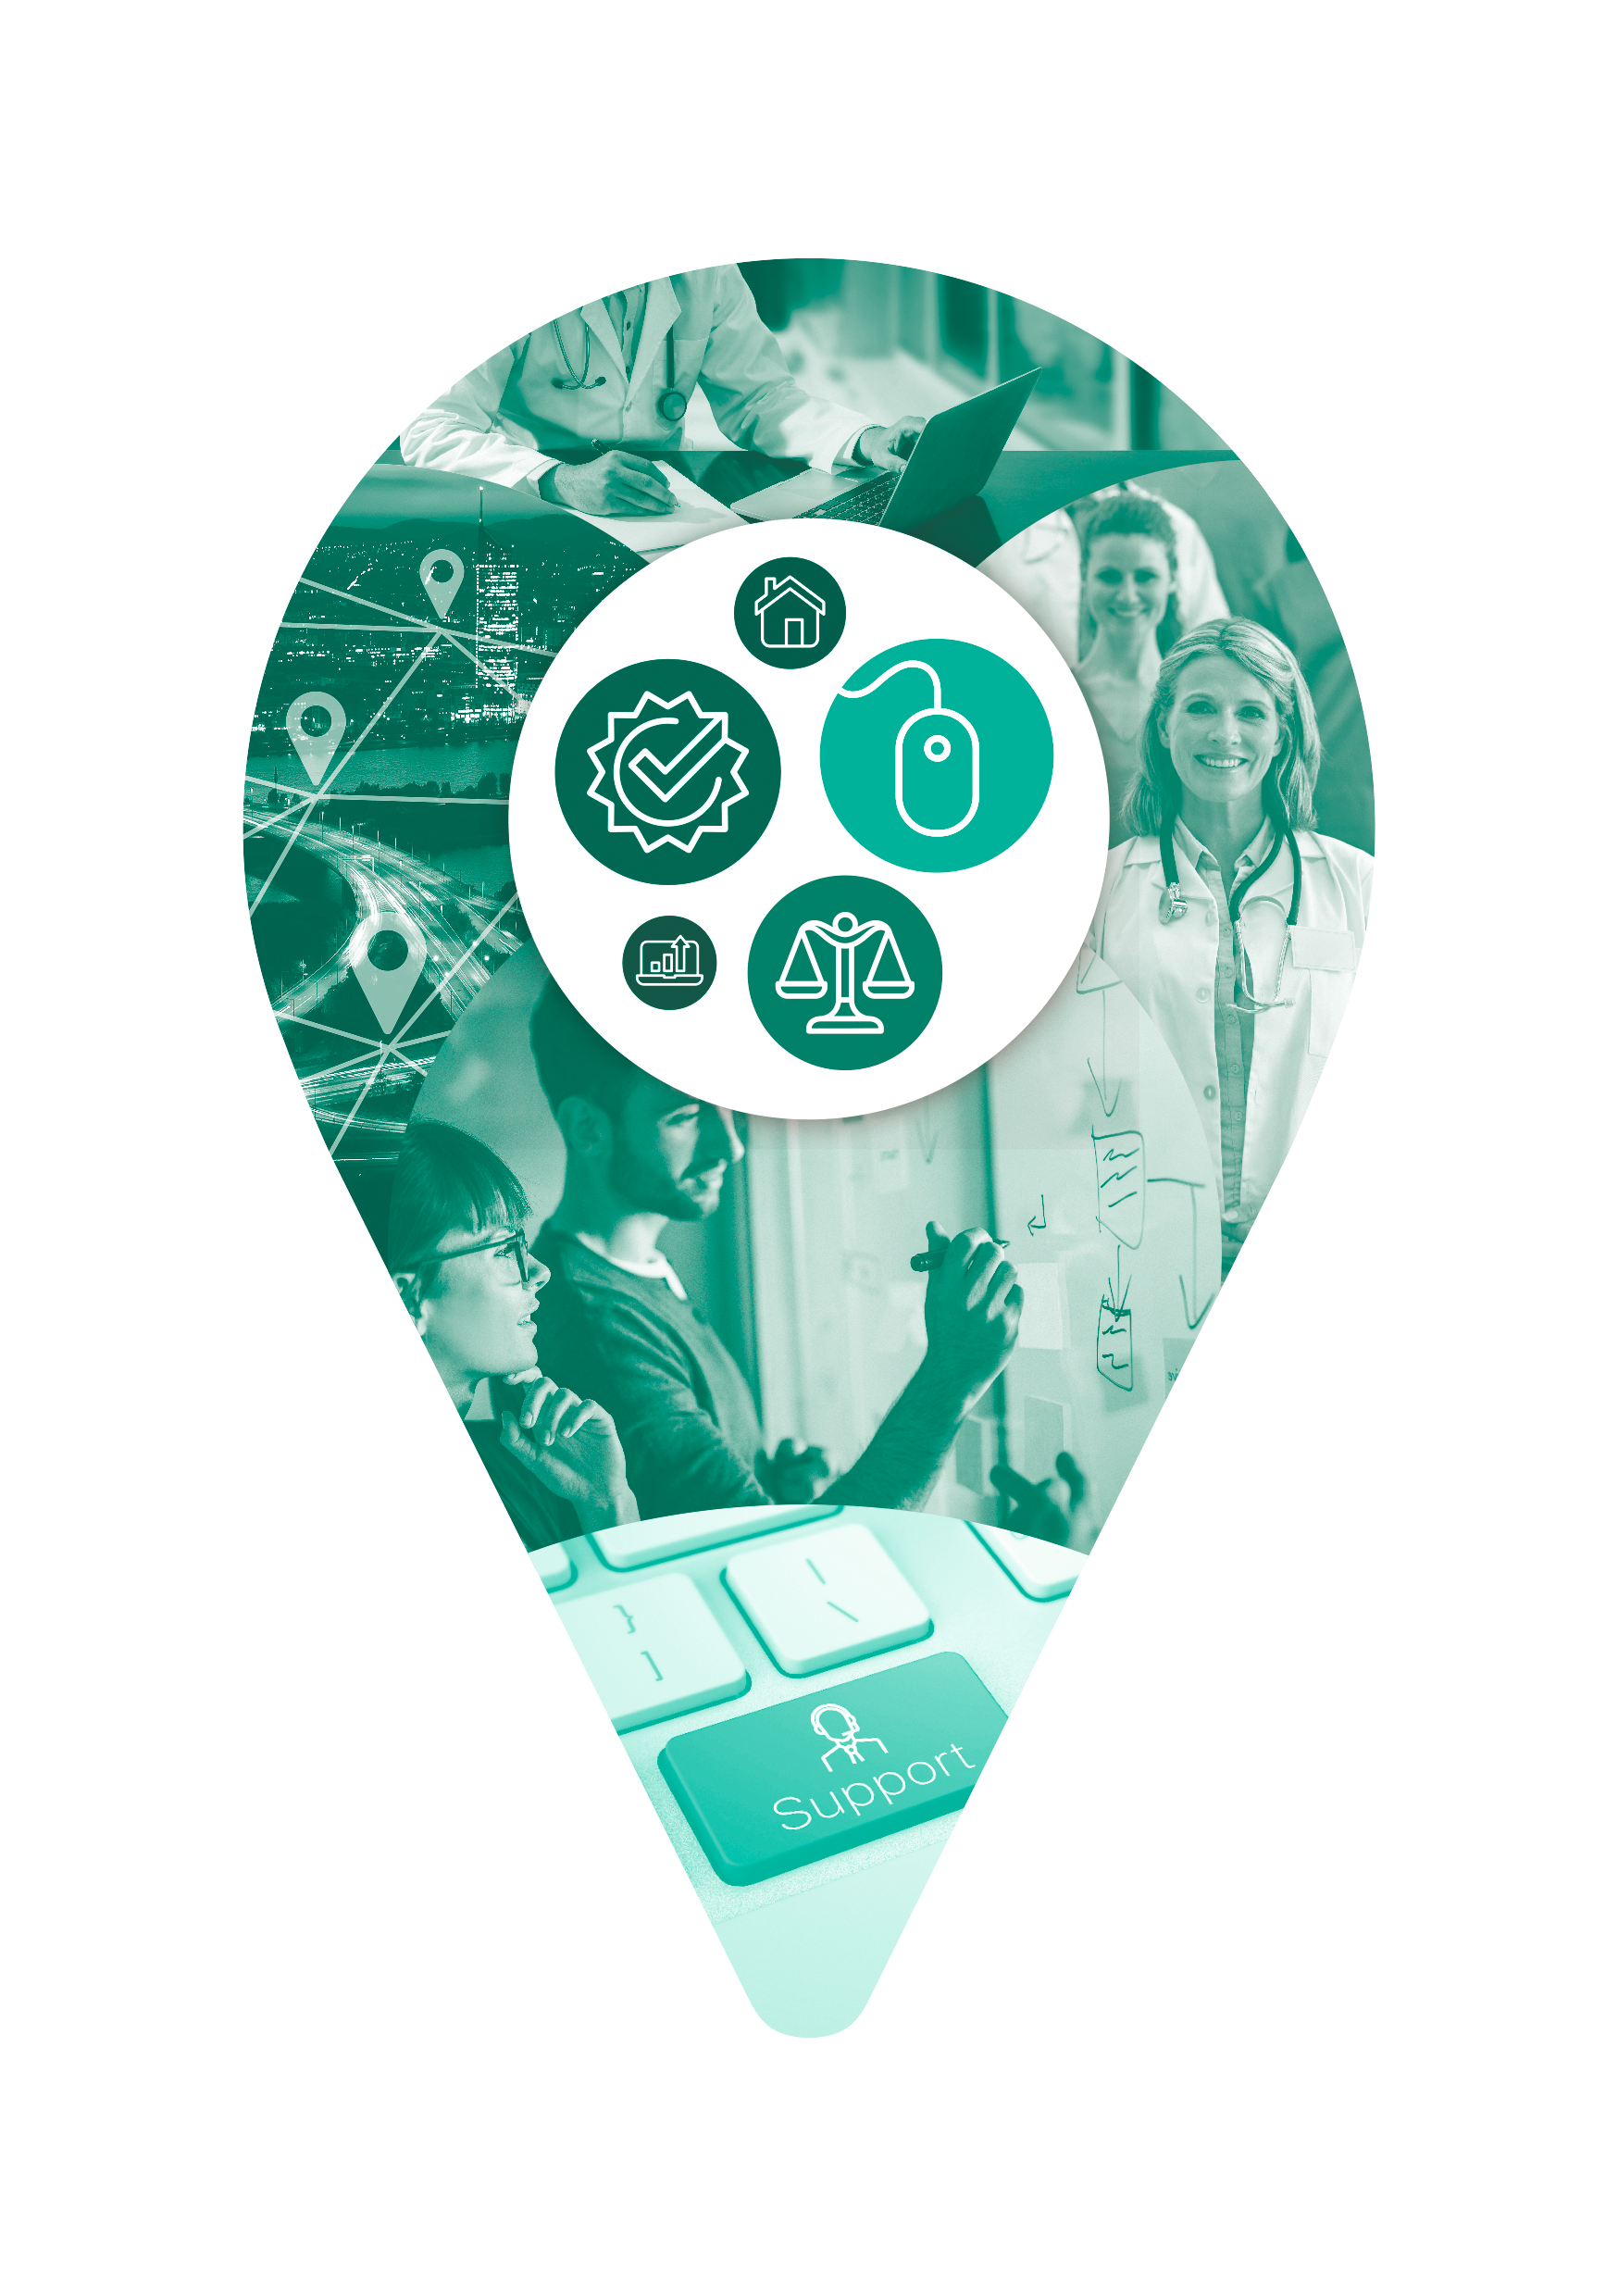 }
]
|
\
Support